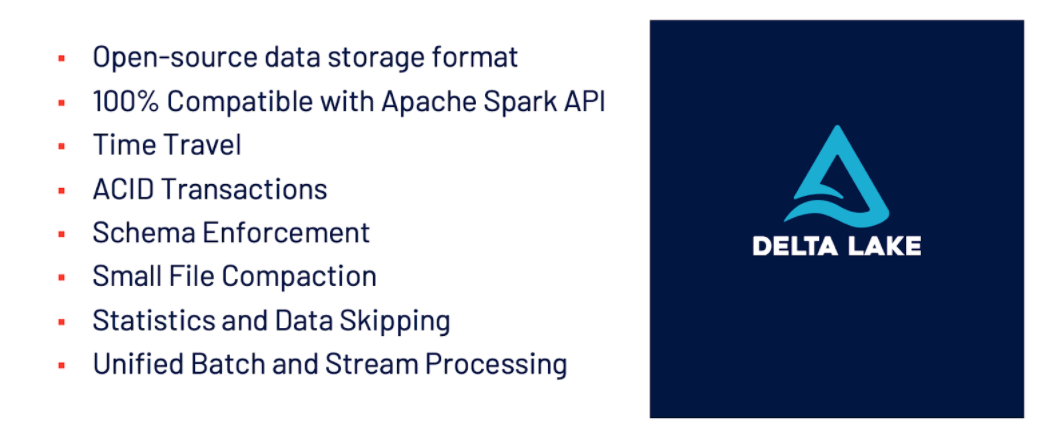 Open-source data storage format
100% Compatible with Apache Spark API
Time Travel
ACID Transactions
Schema Enforcement
Small File Compaction
Statistics and Data Skipping
Unified Batch and Stream Processing
DELTA LAKE